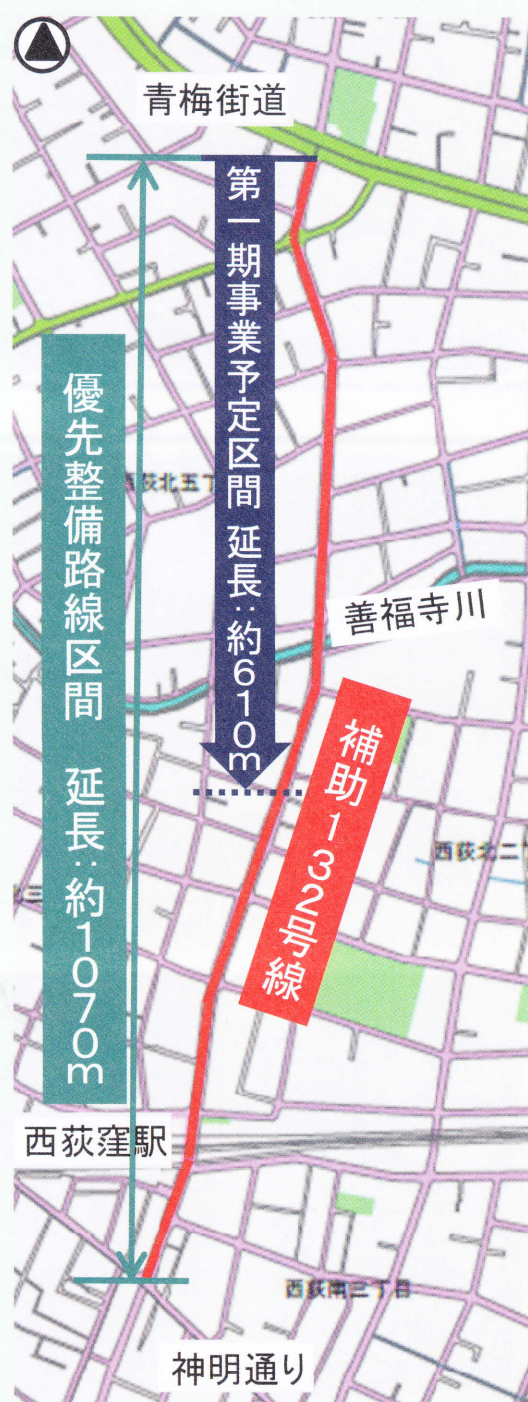 青梅街道
第一期事業予定区間 延長:約610m
優先整備路線区間 延長:約1070m
西荻北五丁
善福寺川
補助132号線
西荻北二丁
西荻窪駅
西荻南三丁目
神明通り